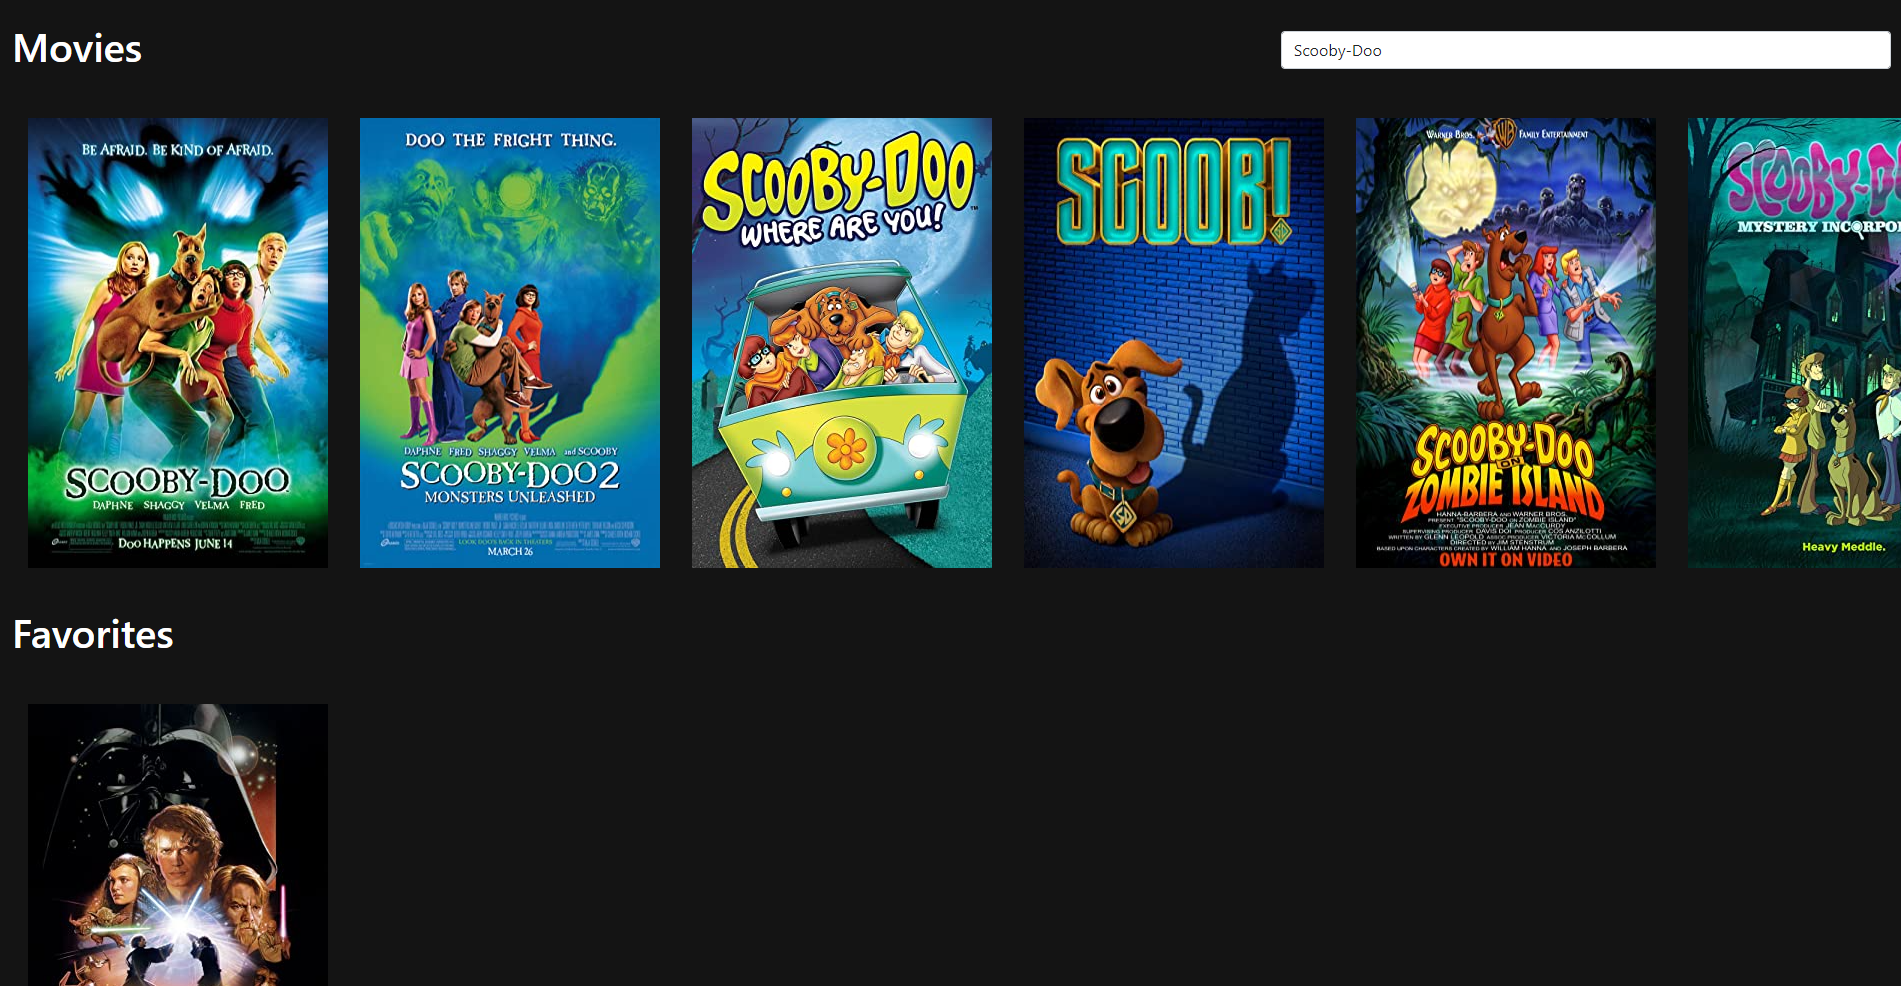 Movies
Scooby-Doo
BE AFRAID. BE KIND OF AFRAID.
SCOOBY-DOO
DAPHNE SHAGGY VELMA FRED
DOO HAPPENS JUNE 14
DOO THE FRIGHT THING.
DAPHNE FRED SHAGGY VELMA and SCOOBY
SCOOBY-DOO 2
MONSTERS UNLEASHED
LOOK DOO'S BACK IN THEATERS
MARCH 26
SCOOBY-DOO
WHERE ARE YOU!
™
SCOOB!
SD
SD
WARNER BROS. WB FAMILY ENTERTAINMENT
SCOOBY-DOO
ON
ZOMBIE ISLAND
HANNA-BARBERA AND WARNER BROS.
PRESENT "SCOOBY-DOO ON ZOMBIE ISLAND"
EXECUTIVE PRODUCER JEAN MACCURDY
SUPERVISING PRODUCER DAVIS DOI PRODUCER COS ANZILOTTI
WRITTEN BY GLENN LEOPOLD ASSOC. PRODUCER VICTORIA McCOLLUM
DIRECTED BY JIM STENSTRUM
BASED UPON CHARACTERS CREATED BY WILLIAM HANNA AND JOSEPH BARBERA
OWN IT ON VIDEO
SCOOBY-D
MYSTERY INCORPO
Heavy Meddle.
Favorites